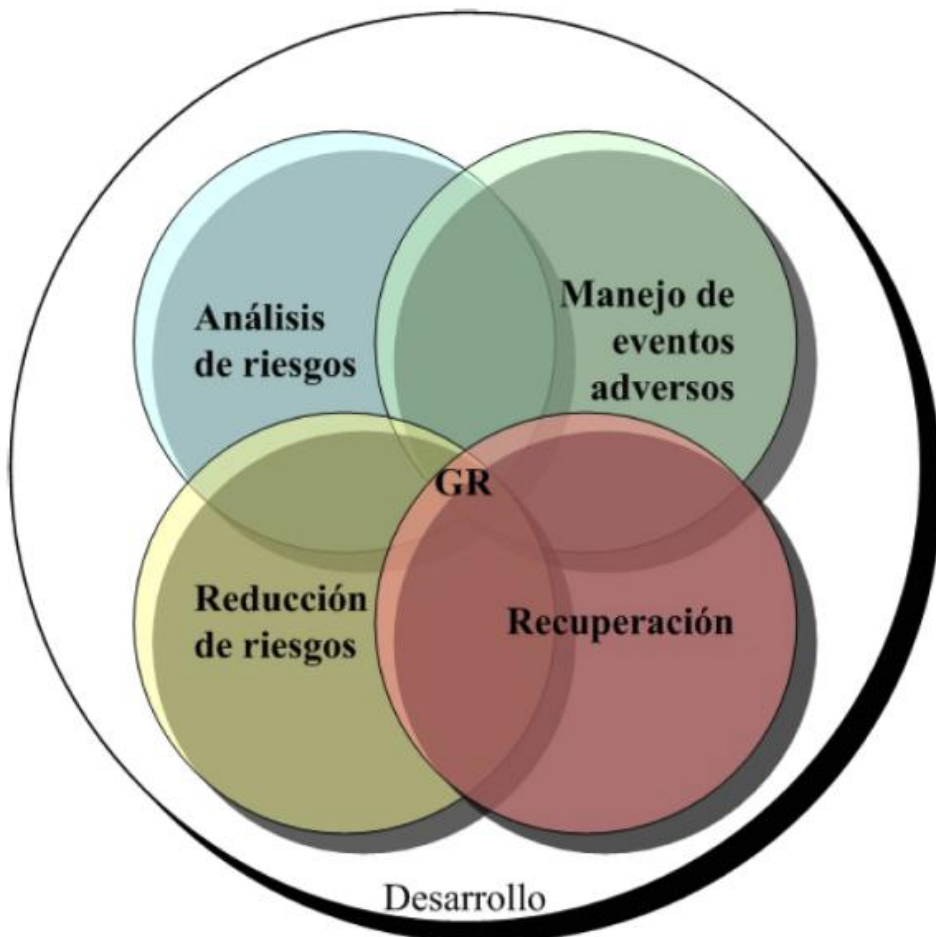 Análisis
de riesgos
Manejo de
eventos
adversos
GR
Reducción
de riesgos
Recuperación
Desarrollo